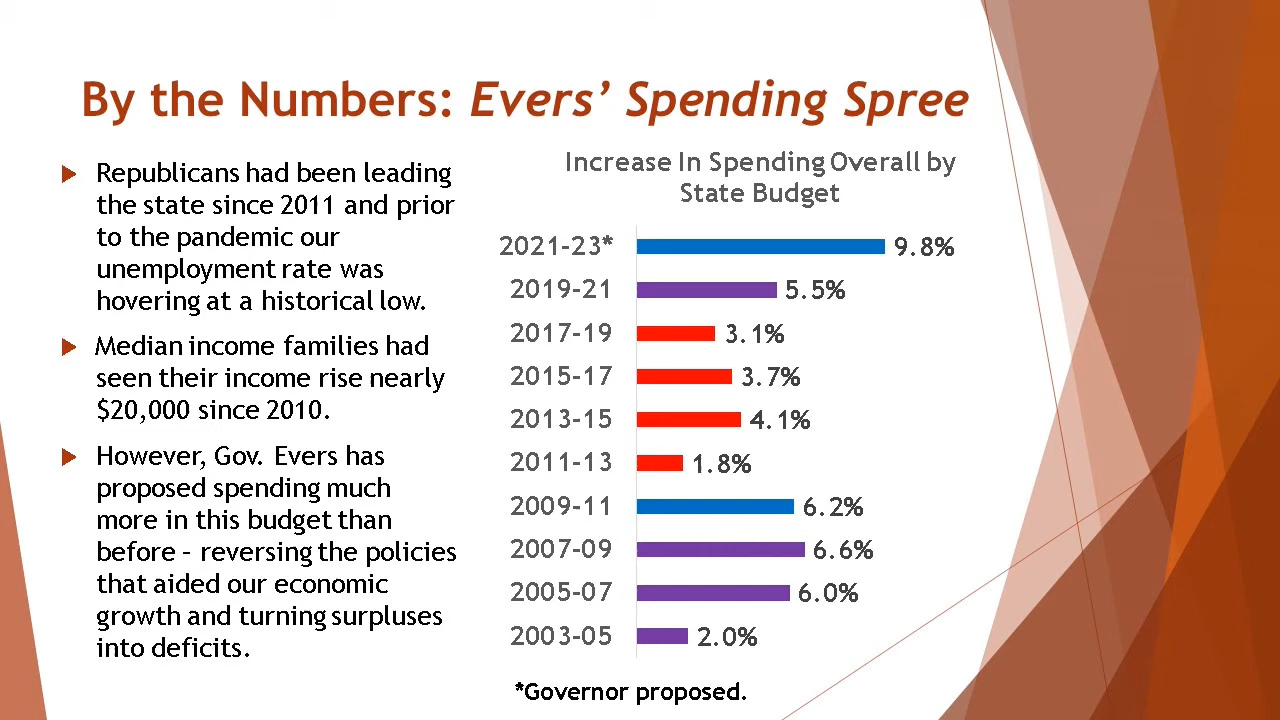 By the Numbers: Evers’ Spending Spree
Republicans had been leading
the state since 2011 and prior
to the pandemic our
unemployment rate was
hovering at a historical low.
Median income families had
seen their income rise nearly
$20,000 since 2010.
However, Gov. Evers has
proposed spending much
more in this budget than
before – reversing the policies
that aided our economic
growth and turning surpluses
into deficits.
Increase In Spending Overall by
State Budget
2021-23* 9.8%
2019-21 5.5%
2017-19 3.1%
2015-17 3.7%
2013-15 4.1%
2011-13 1.8%
2009-11 6.2%
2007-09 6.6%
2005-07 6.0%
2003-05 2.0%
*Governor proposed.